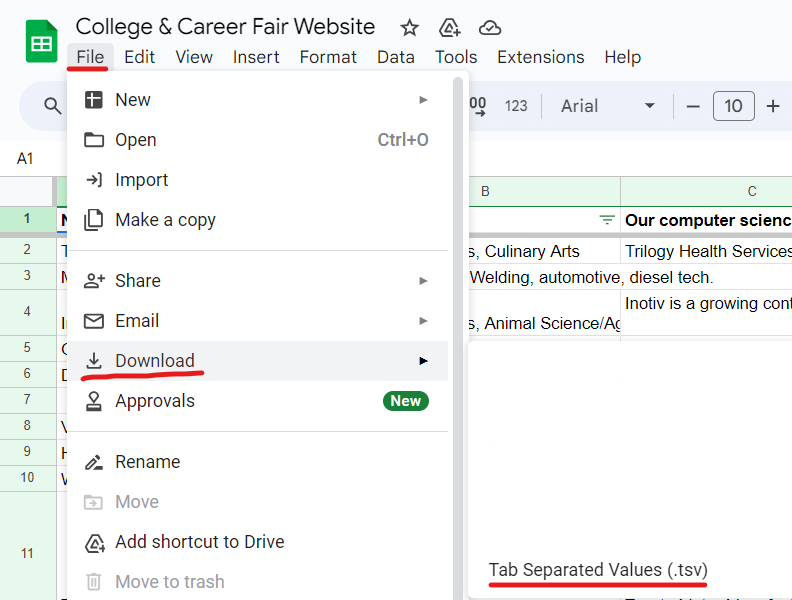 College & Career Fair Website
File Edit View Insert Format Data Tools Extensions Help
00 123 Arial 10
A1
New
Open Ctrl+O
Import
Make a copy
Share
Email
Download
Approvals New
Rename
Move
Add shortcut to Drive
Move to trash
B C
1 Our computer scienc
2 s, Culinary Arts Trilogy Health Services
3 Welding, automotive, diesel tech.
4 s, Animal Science/Ag Inotiv is a growing cont
5
6
7
8
9
10
11
Tab Separated Values (.tsv)